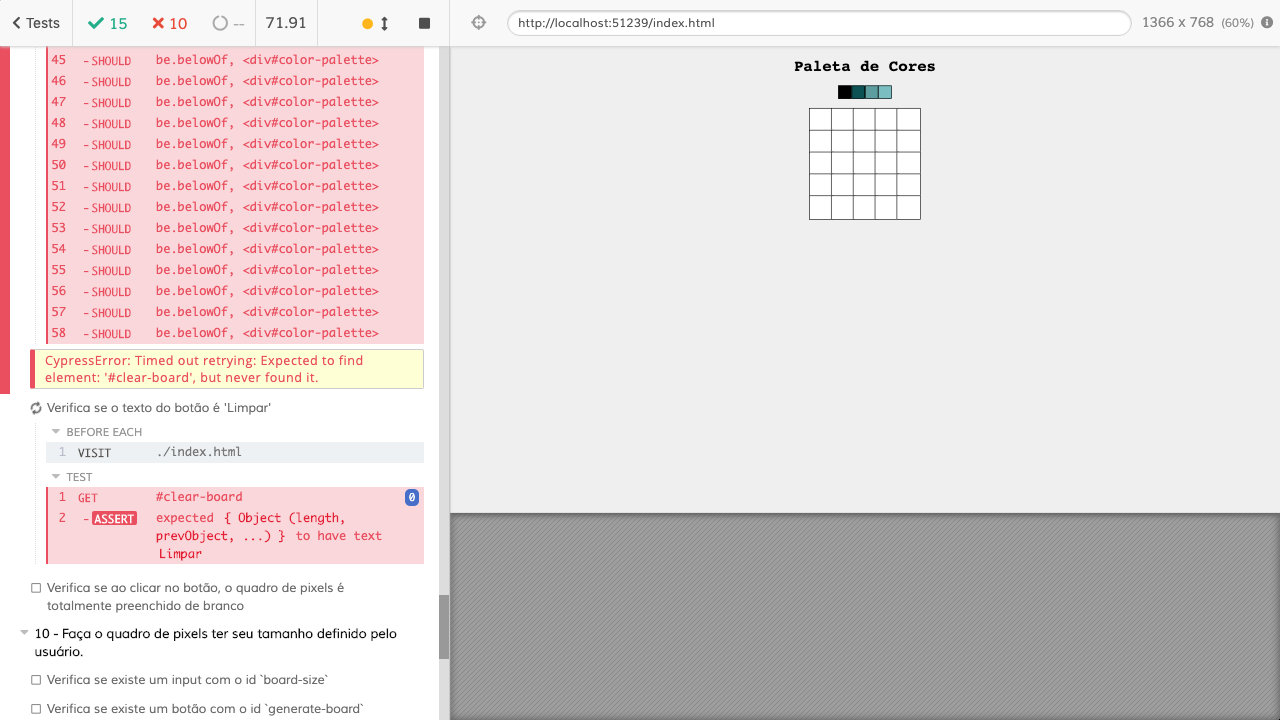 Tests 15 10 -- 71.91
http://localhost:51239/index.html 1366 x 768 (60%)
45 -SHOULD be.belowOf, <div#color-palette>
46 -SHOULD be.belowOf, <div#color-palette>
47 -SHOULD be.belowOf, <div#color-palette>
48 -SHOULD be.belowOf, <div#color-palette>
49 -SHOULD be.belowOf, <div#color-palette>
50 -SHOULD be.belowOf, <div#color-palette>
51 -SHOULD be.belowOf, <div#color-palette>
52 -SHOULD be.belowOf, <div#color-palette>
53 -SHOULD be.belowOf, <div#color-palette>
54 -SHOULD be.belowOf, <div#color-palette>
55 -SHOULD be.belowOf, <div#color-palette>
56 -SHOULD be.belowOf, <div#color-palette>
57 -SHOULD be.belowOf, <div#color-palette>
58 -SHOULD be.belowOf, <div#color-palette>
CypressError: Timed out retrying: Expected to find
element: '#clear-board', but never found it.
Verifica se o texto do botão é 'Limpar'
BEFORE EACH
1 VISIT ./index.html
TEST
1 GET #clear-board 0
2 -ASSERT expected { Object (length,
prevObject, ...) } to have text
Limpar
Verifica se ao clicar no botão, o quadro de pixels é
totalmente preenchido de branco
10 - Faça o quadro de pixels ter seu tamanho definido pelo
usuário.
Verifica se existe um input com o id `board-size`
Verifica se existe um botão com o id `generate-board`
Paleta de Cores